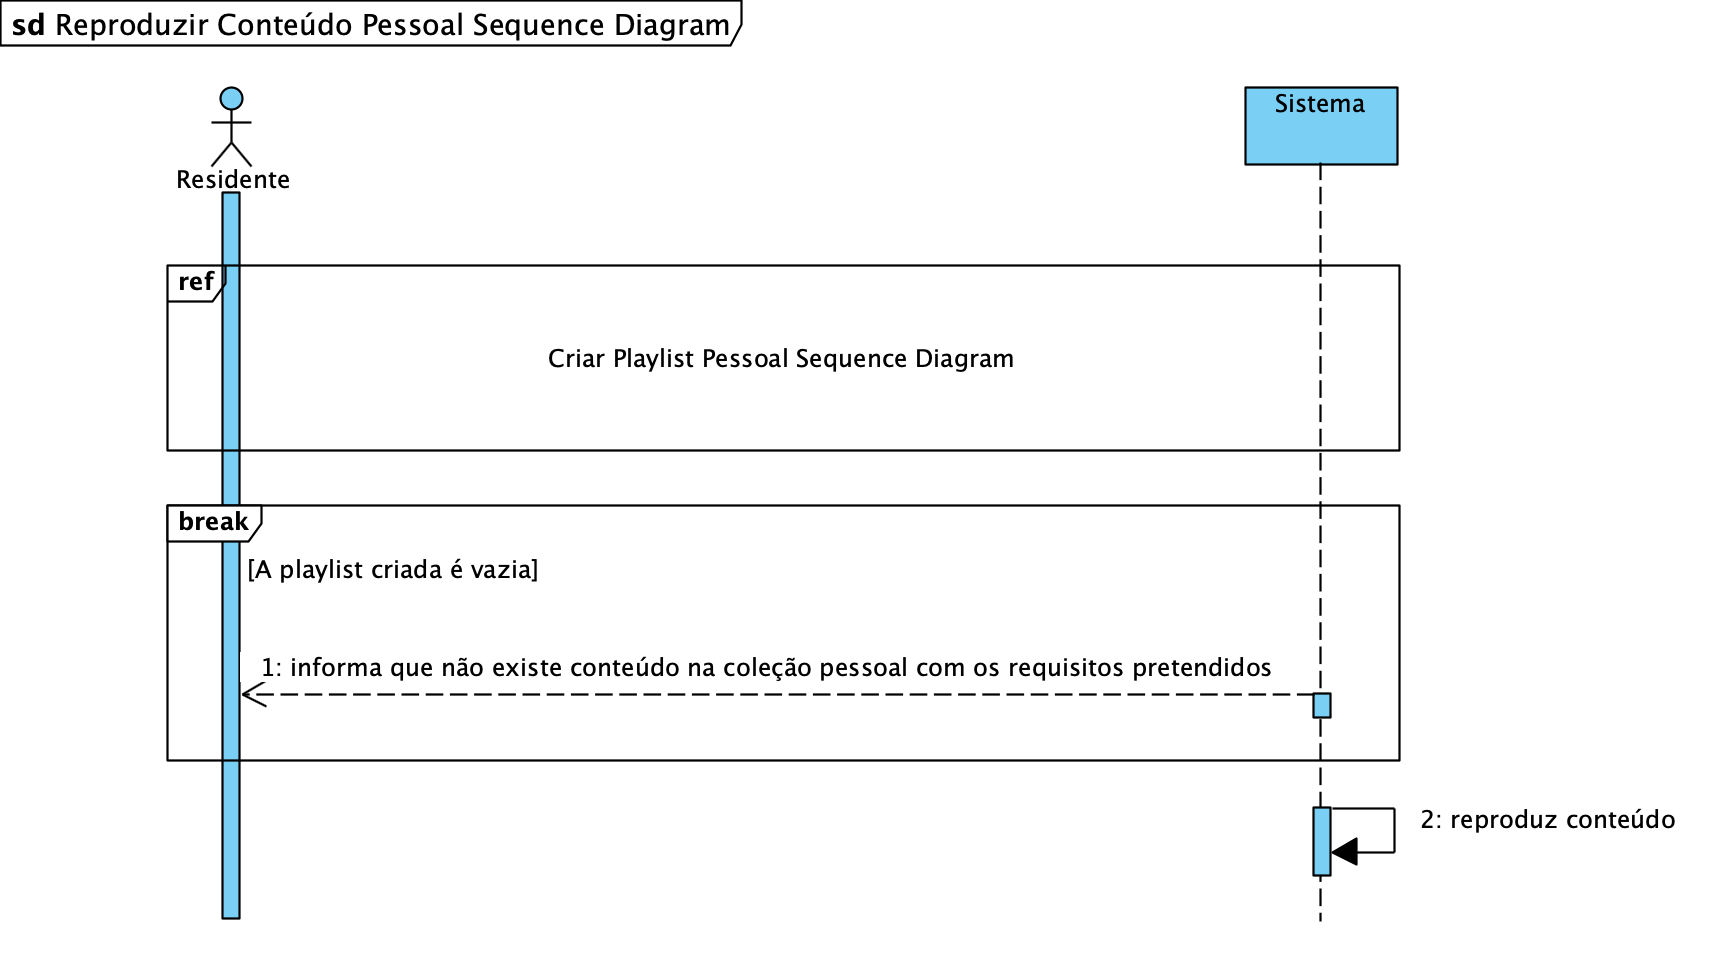 sd Reproduzir Conteúdo Pessoal Sequence Diagram
Sistema
Residente
ref
Criar Playlist Pessoal Sequence Diagram
break
[A playlist criada é vazia]
1: informa que não existe conteúdo na coleção pessoal com os requisitos pretendidos
2: reproduz conteúdo